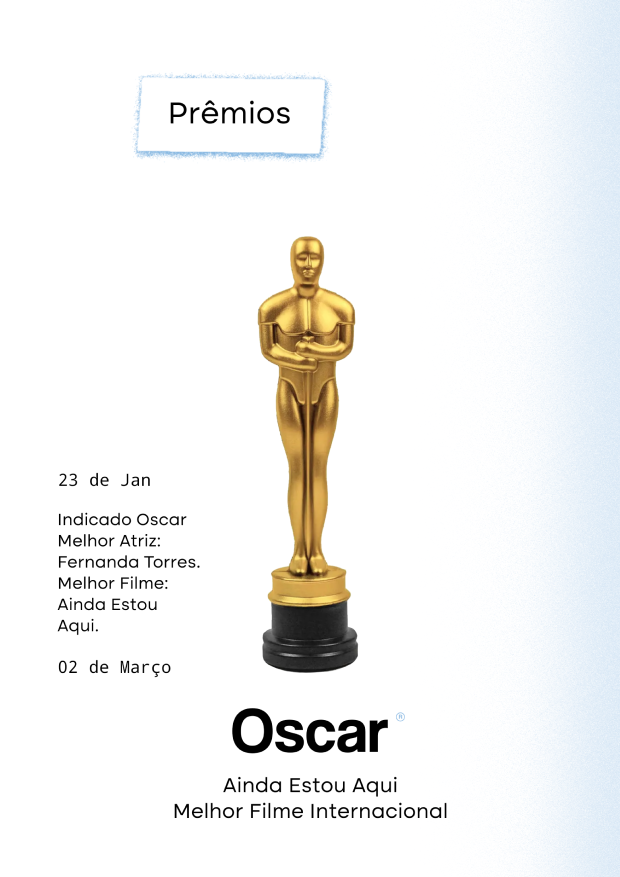 Prêmios
23 de Jan
Indicado Oscar
Melhor Atriz:
Fernanda Torres.
Melhor Filme:
Ainda Estou
Aqui.
02 de Março
Oscar ®
Ainda Estou Aqui
Melhor Filme Internacional